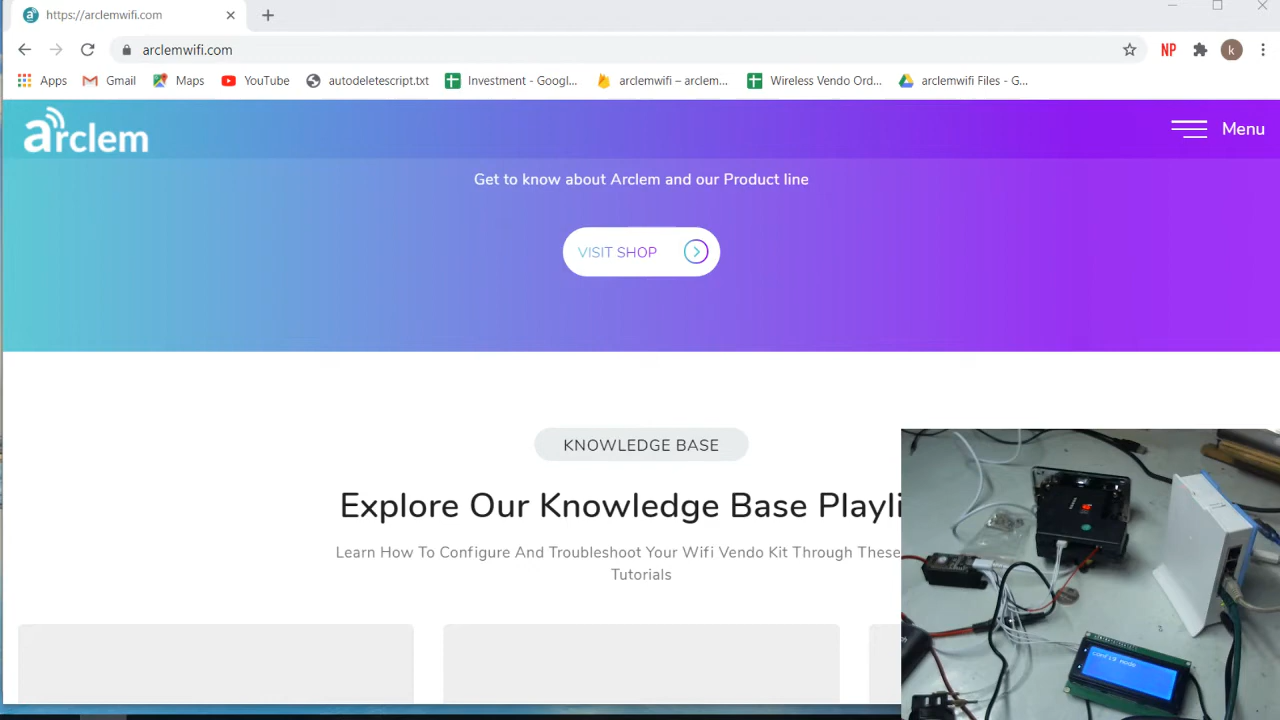 https://arclemwifi.com
arclemwifi.com
Apps
Gmail
Maps
YouTube
autodeletescript.txt
Investment - Googl...
arclemwifi – arclem...
Wireless Vendo Ord...
arclemwifi Files - G...
NP
k
arclem
Menu
Get to know about Arclem and our Product line
VISIT SHOP
KNOWLEDGE BASE
Explore Our Knowledge Base Playli
Learn How To Configure And Troubleshoot Your Wifi Vendo Kit Through These
Tutorials
config mode